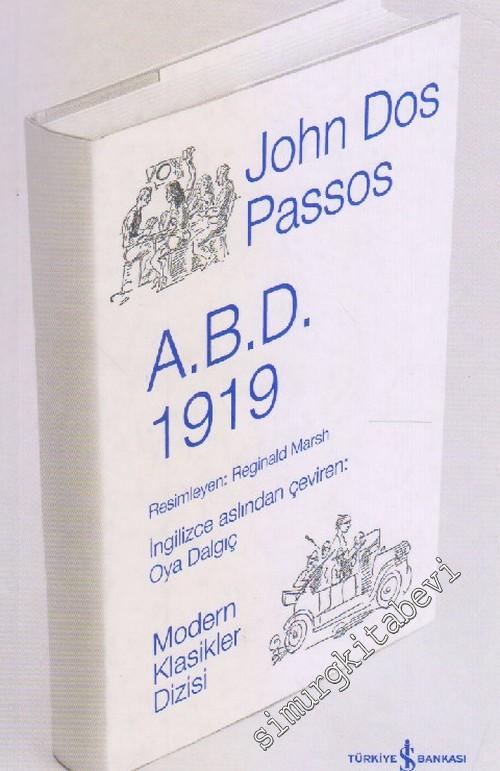 John Dos
Passos
A.B.D.
1919
Resimleyen: Reginald Marsh
İngilizce aslından çeviren:
Oya Dalgıç
Modern
Klasikler
Dizisi
simurgkitabevi
TÜRKİYE İŞ BANKASI